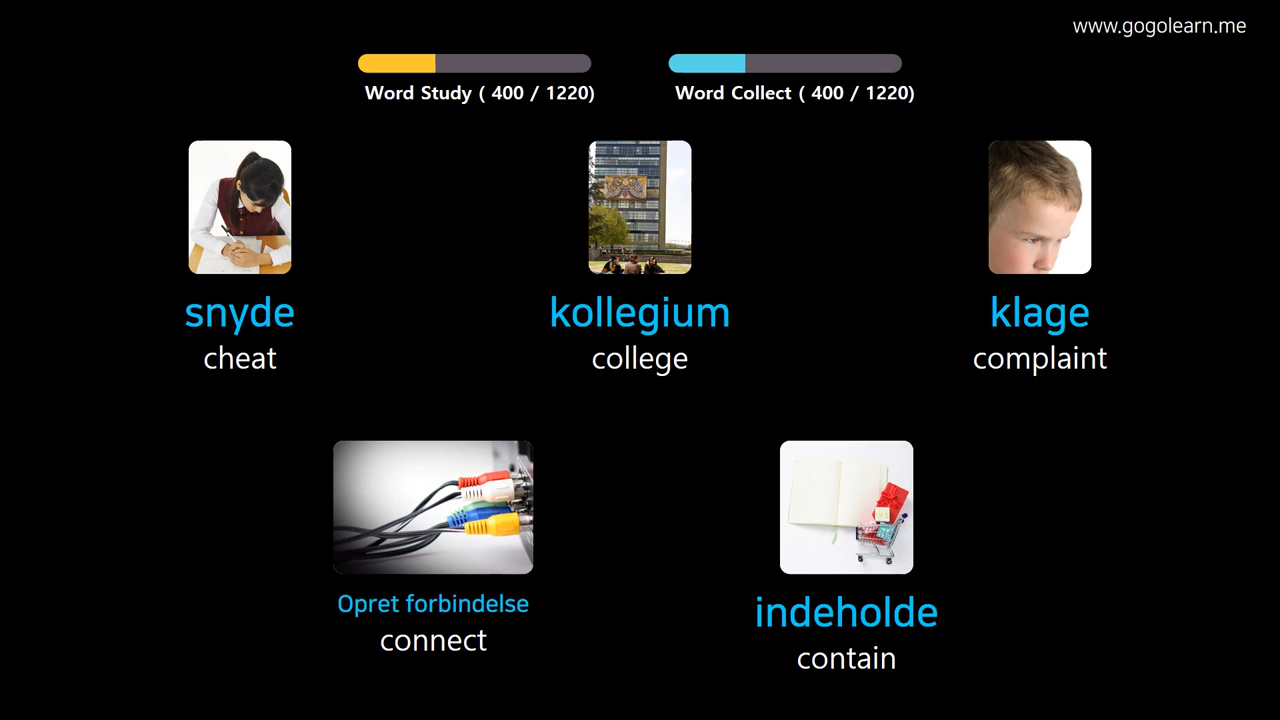 www.gogolearn.me
Word Study ( 400 / 1220)
Word Collect ( 400 / 1220)
snyde
cheat
kollegium
college
klage
complaint
Opret forbindelse
connect
indeholde
contain